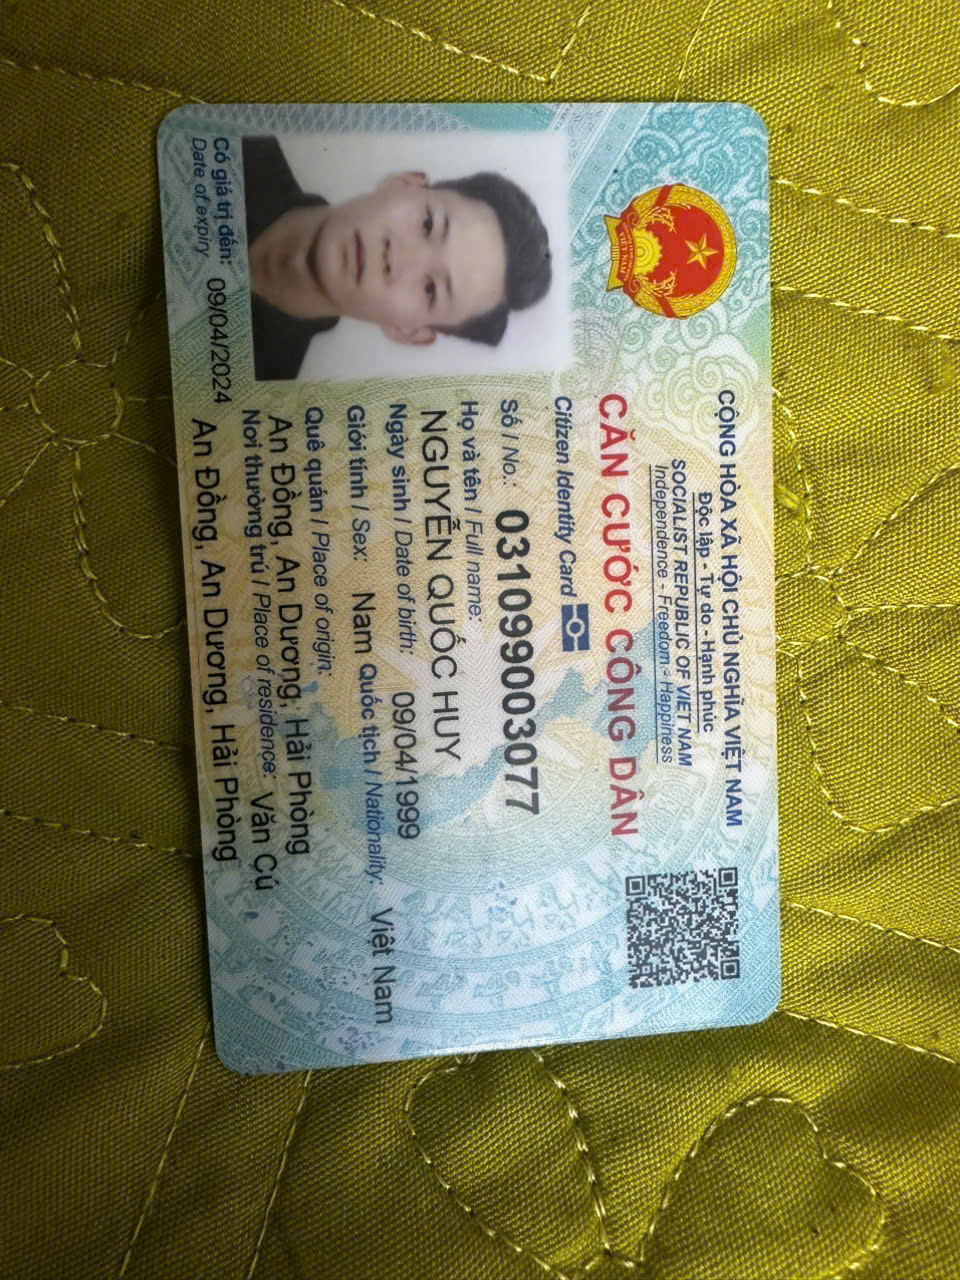 CỘNG HÒA XÃ HỘI CHỦ NGHĨA VIỆT NAM
Độc lập - Tự do - Hạnh phúc
SOCIALIST REPUBLIC OF VIET NAM
Independence - Freedom - Happiness
CĂN CƯỚC CÔNG DÂN
Citizen Identity Card
Số / No.: 031099003077
Họ và tên / Full name:
NGUYỄN QUỐC HUY
Ngày sinh / Date of birth: 09/04/1999
Giới tính / Sex: Nam Quốc tịch / Nationality: Việt Nam
Quê quán / Place of origin:
An Đồng, An Dương, Hải Phòng
Nơi thường trú / Place of residence: Văn Cú
An Đồng, An Dương, Hải Phòng
Có giá trị đến: 09/04/2024
Date of expiry
VIỆT NAM